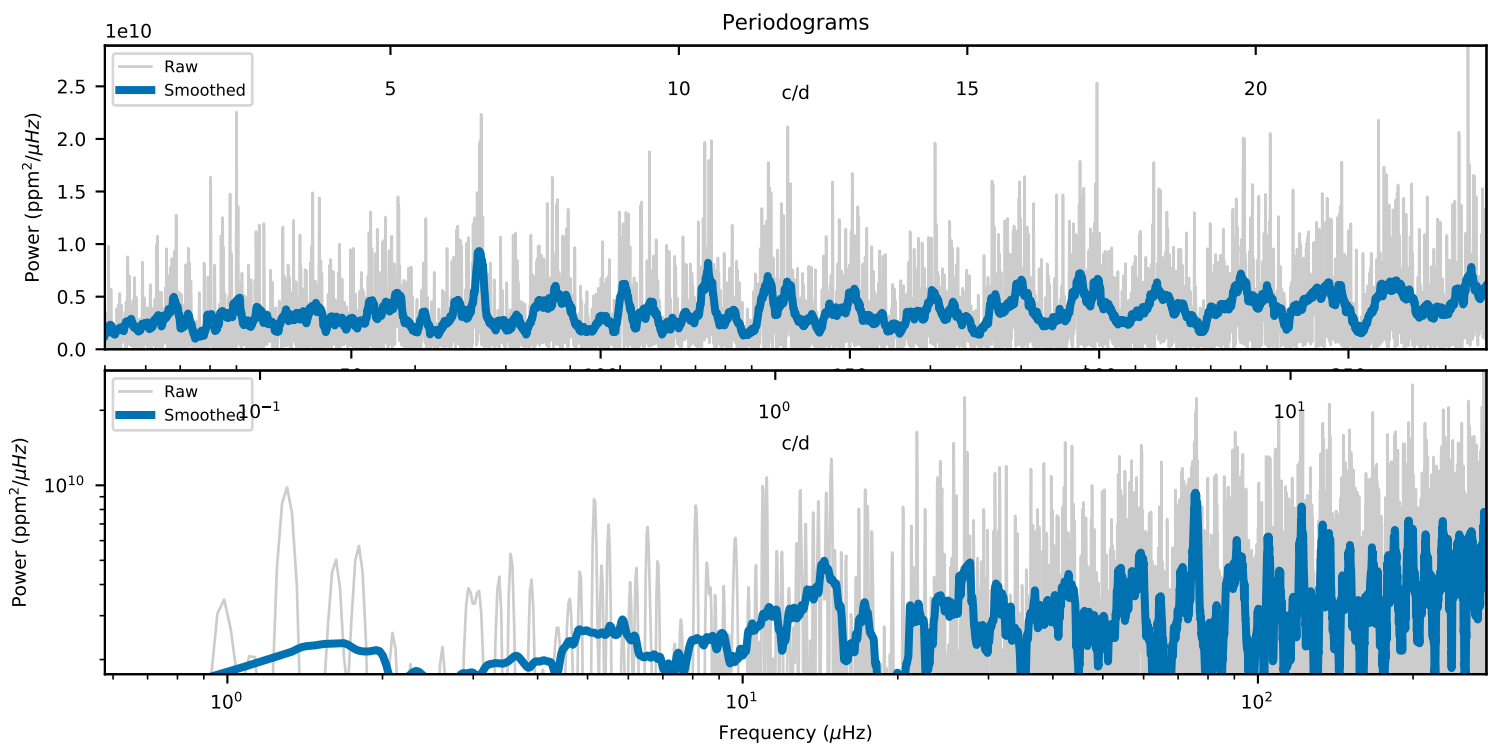 Periodograms
1e10
Raw
Smoothed
5 10 15 20
c/d
2.5
2.0
1.5
1.0
0.5
0.0
Power (ppm²/μHz)
Raw
Smoothed
10⁻¹ 10⁰ 10¹
c/d
10¹⁰
Power (ppm²/μHz)
10⁰ 10¹ 10²
Frequency (μHz)